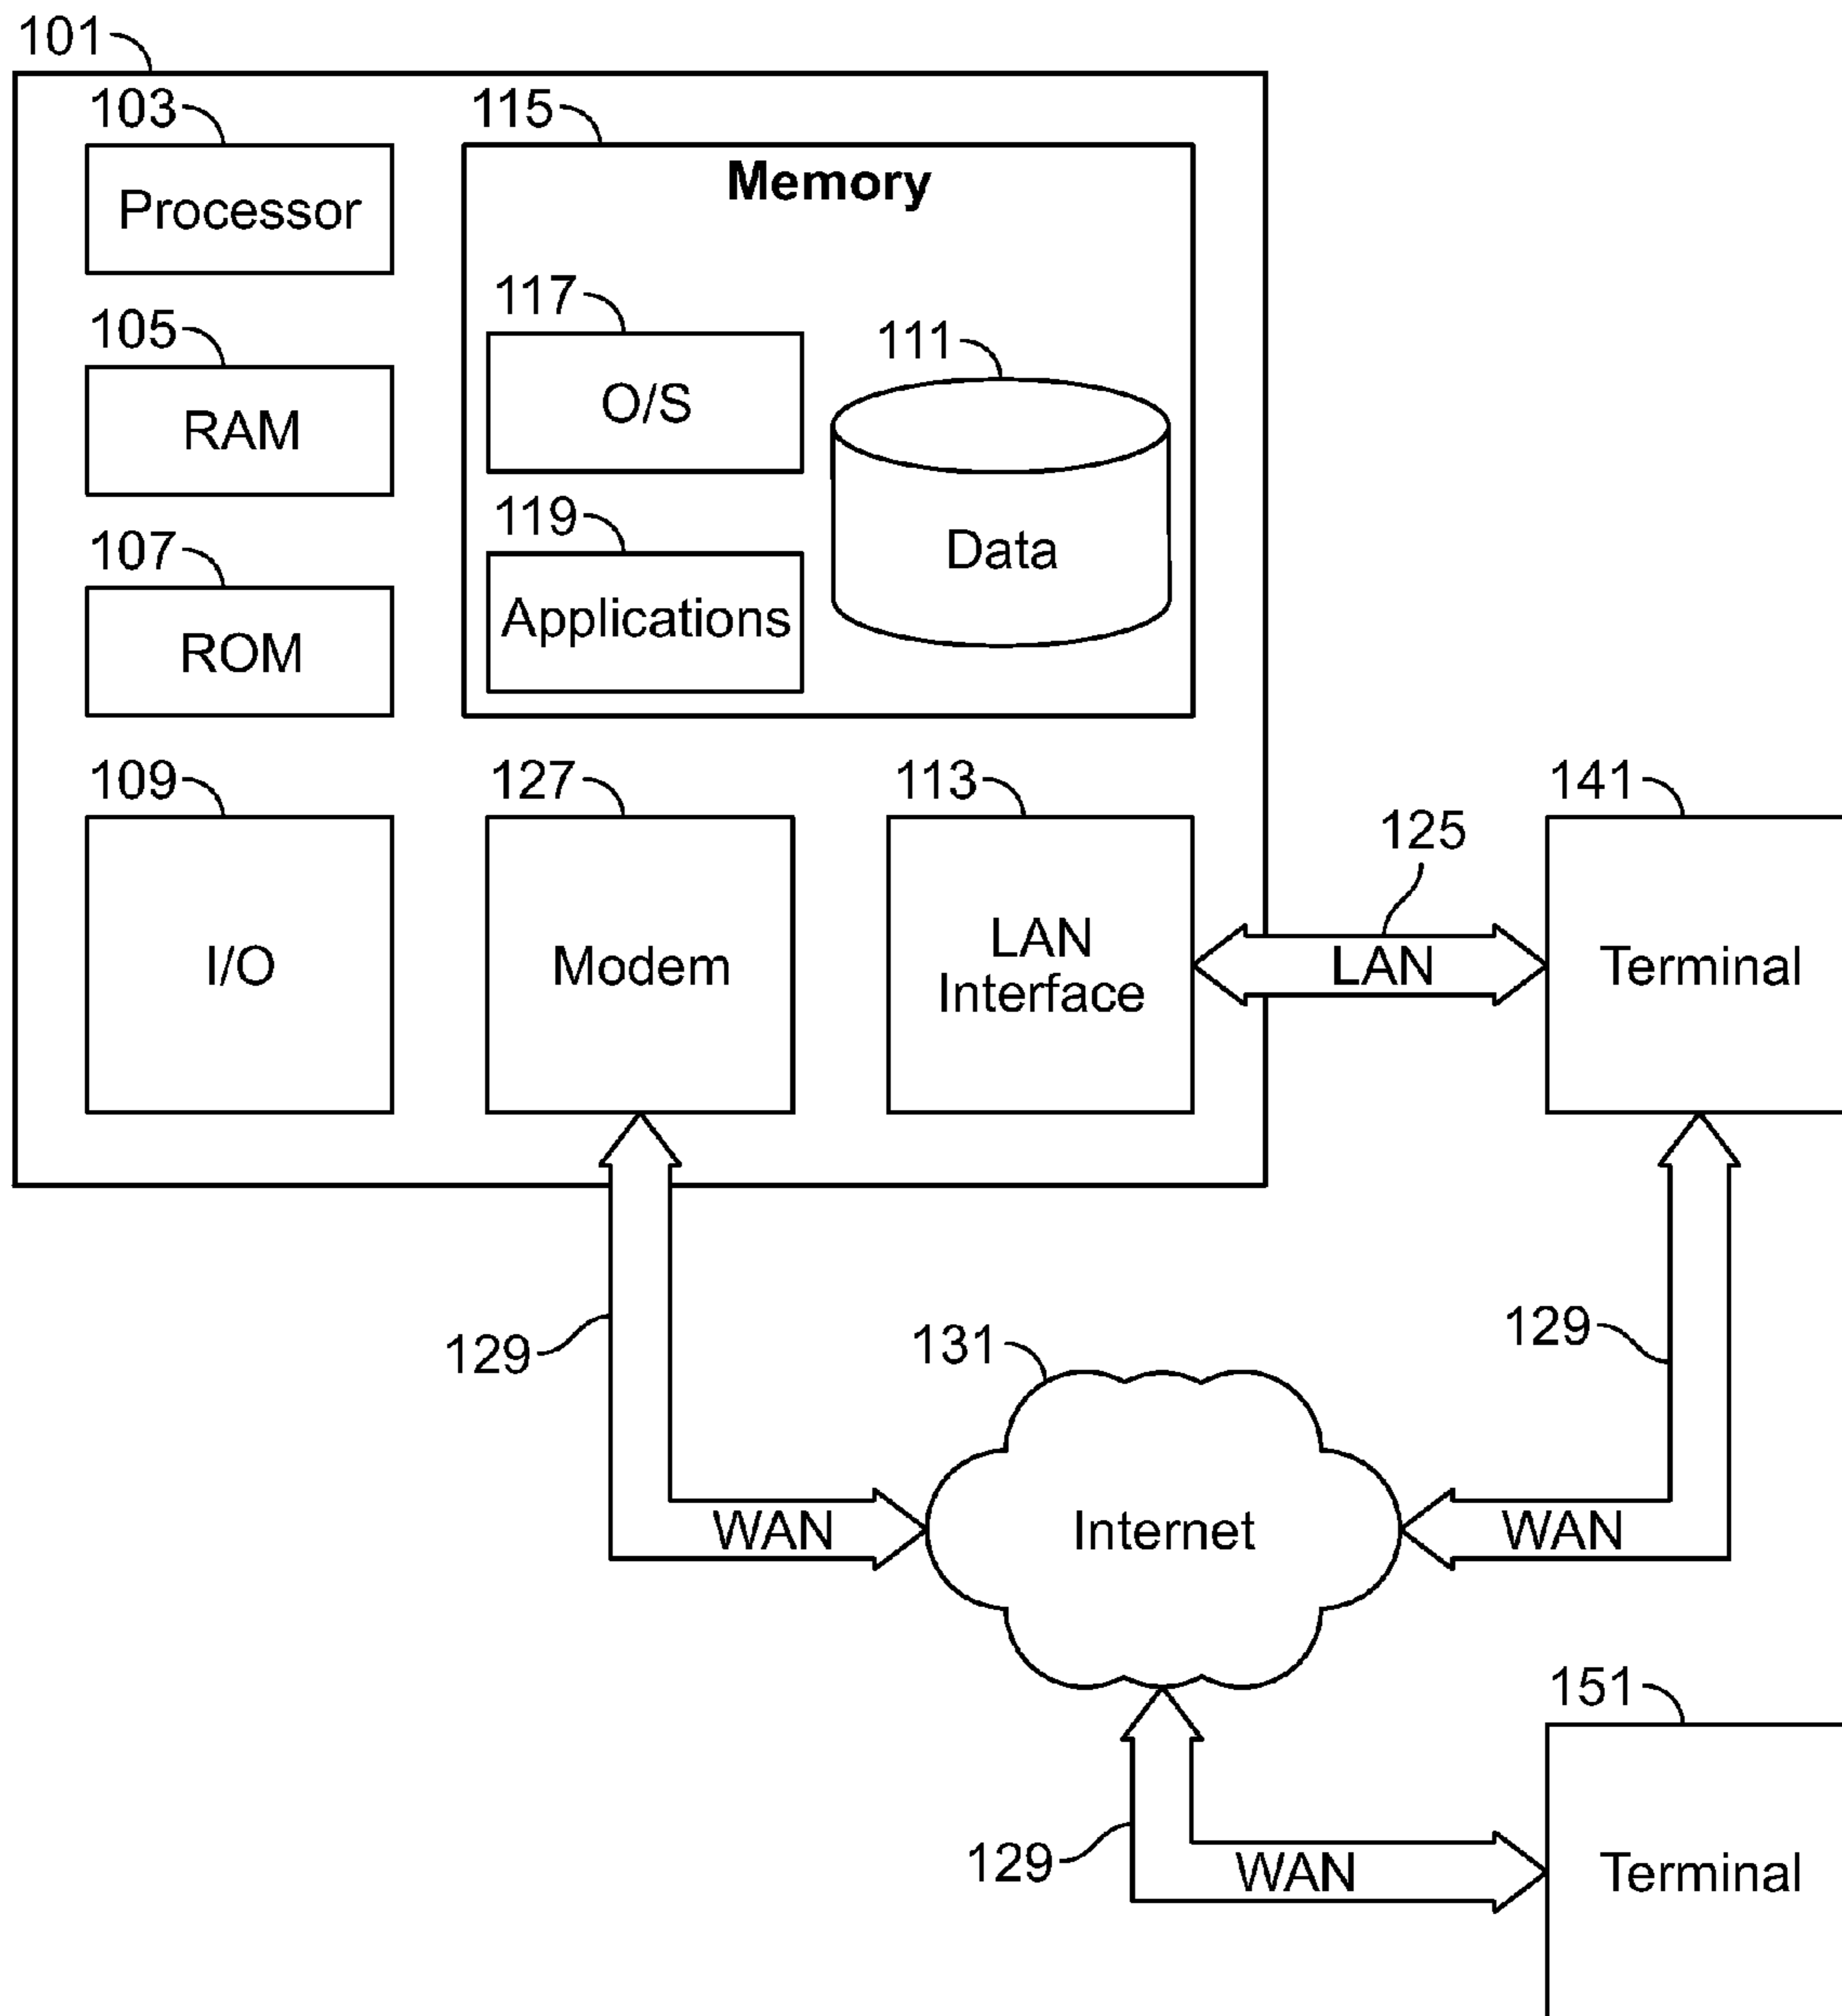 101
103
115
Processor
Memory
105
117
111
RAM
O/S
107
119
Data
ROM
Applications
109
127
113
141
125
I/O
Modem
LAN
Interface
LAN
Terminal
129
131
129
WAN
Internet
WAN
151
129
WAN
Terminal